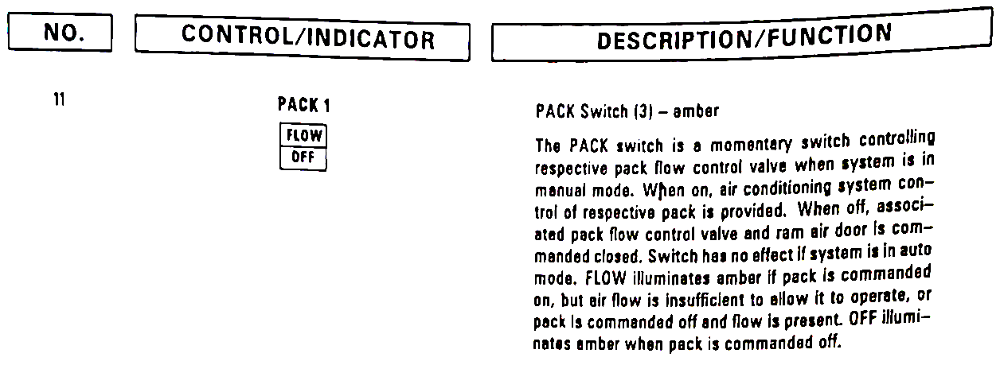 NO.
CONTROL/INDICATOR
DESCRIPTION/FUNCTION
11
PACK 1
FLOW
OFF
PACK Switch (3) – amber
The PACK switch is a momentary switch controlling
respective pack flow control valve when system is in
manual mode. When on, air conditioning system con–
trol of respective pack is provided. When off, associ–
ated pack flow control valve and ram air door is com–
manded closed. Switch has no effect if system is in auto
mode. FLOW illuminates amber if pack is commanded
on, but air flow is insufficient to allow it to operate, or
pack is commanded off and flow is present. OFF illumi–
nates amber when pack is commanded off.